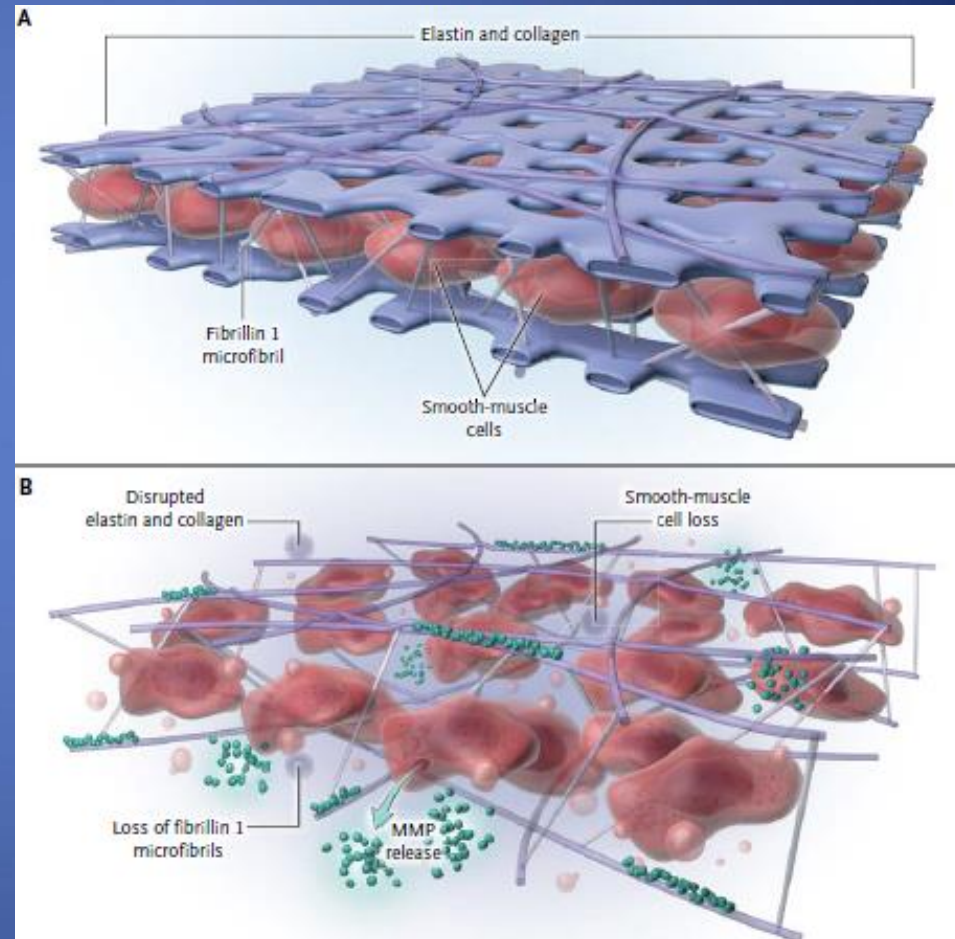 A
Elastin and collagen
Fibrillin 1
microfibril
Smooth-muscle
cells
B
Disrupted
elastin and collagen
Smooth-muscle
cell loss
Loss of fibrillin 1
microfibrils
MMP
release